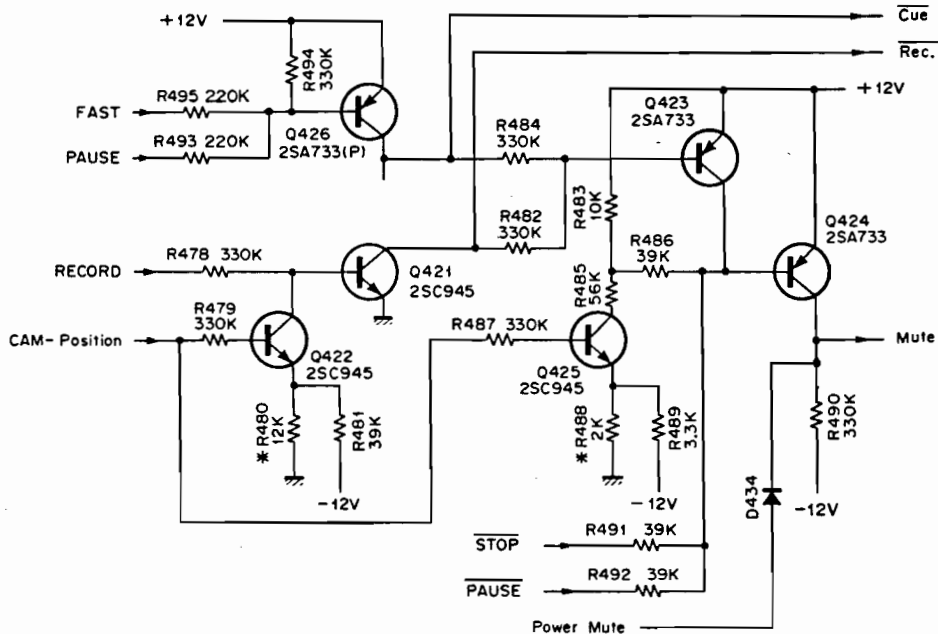 +12V
Cue
Rec.
R494
330K
+12V
R495 220K
FAST
Q426
2SA733(P)
R493 220K
PAUSE
Q423
2SA733
R484
330K
R483
10K
R482
330K
Q424
2SA733
R486
39K
R478 330K
RECORD
Q421
2SC945
R485
56K
R479
330K
CAM-Position
R487 330K
Mute
Q422
2SC945
Q425
2SC945
*R480
12K
R481
39K
*R488
2K
R489
3.3K
R490
330K
-12V
-12V
D434
-12V
STOP
R491 39K
PAUSE
R492 39K
Power Mute